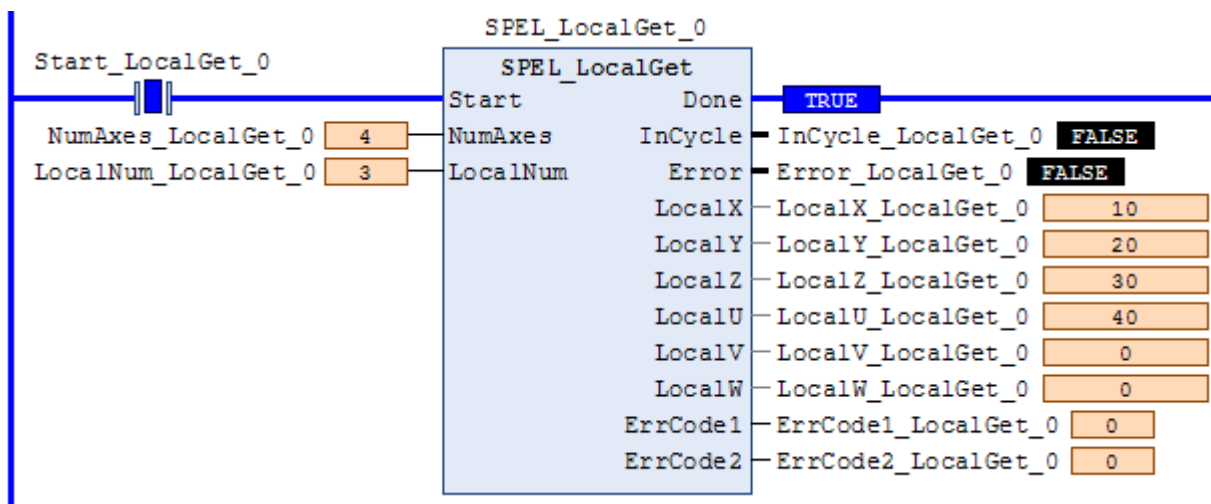 SPEL_LocalGet_0
Start_LocalGet_0
SPEL_LocalGet
Start Done TRUE
NumAxes_LocalGet_0 4 NumAxes InCycle InCycle_LocalGet_0 FALSE
LocalNum_LocalGet_0 3 LocalNum Error Error_LocalGet_0 FALSE
LocalX LocalX_LocalGet_0 10
LocalY LocalY_LocalGet_0 20
LocalZ LocalZ_LocalGet_0 30
LocalU LocalU_LocalGet_0 40
LocalV LocalV_LocalGet_0 0
LocalW LocalW_LocalGet_0 0
ErrCode1 ErrCode1_LocalGet_0 0
ErrCode2 ErrCode2_LocalGet_0 0